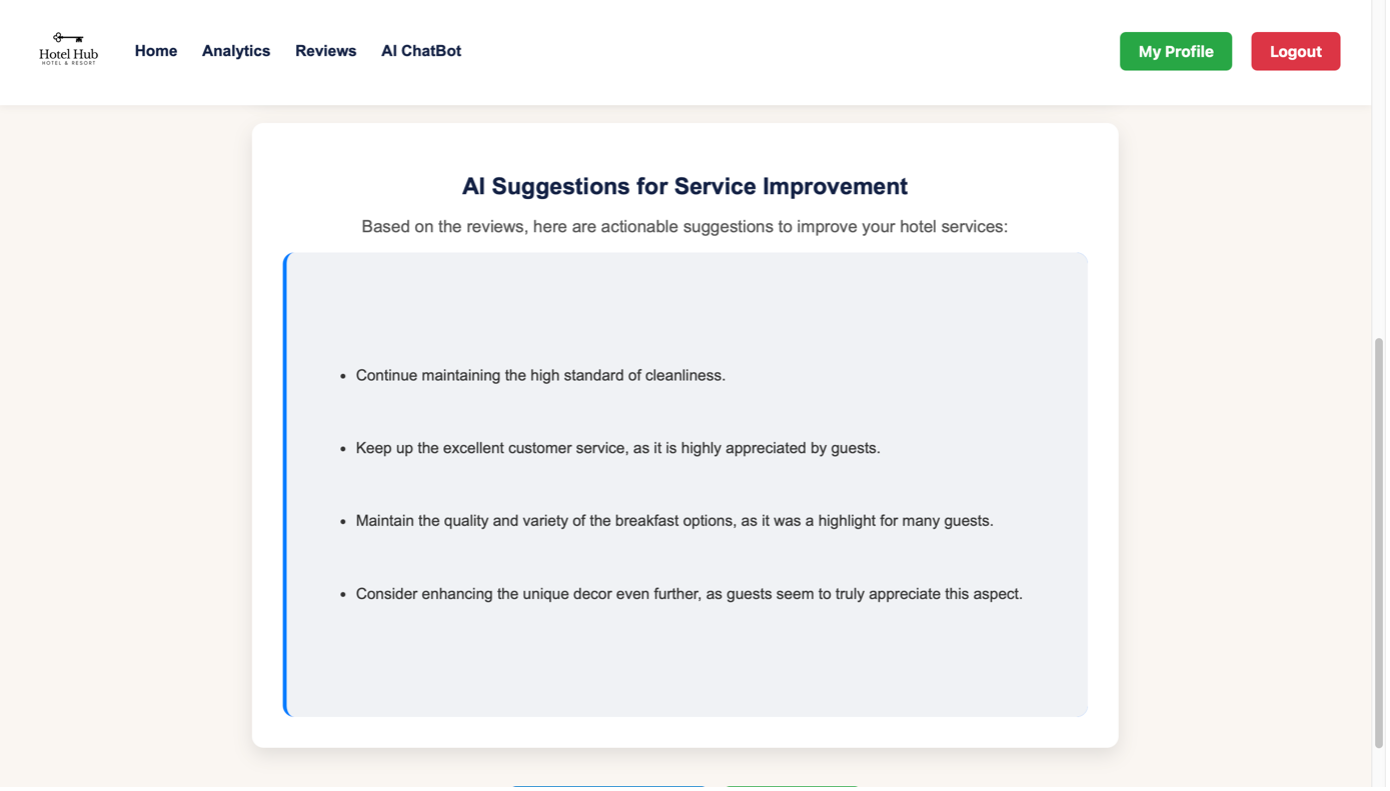 Hotel Hub
HOTEL & RESORT
Home
Analytics
Reviews
AI ChatBot
My Profile
Logout
AI Suggestions for Service Improvement
Based on the reviews, here are actionable suggestions to improve your hotel services:
• Continue maintaining the high standard of cleanliness.
• Keep up the excellent customer service, as it is highly appreciated by guests.
• Maintain the quality and variety of the breakfast options, as it was a highlight for many guests.
• Consider enhancing the unique decor even further, as guests seem to truly appreciate this aspect.